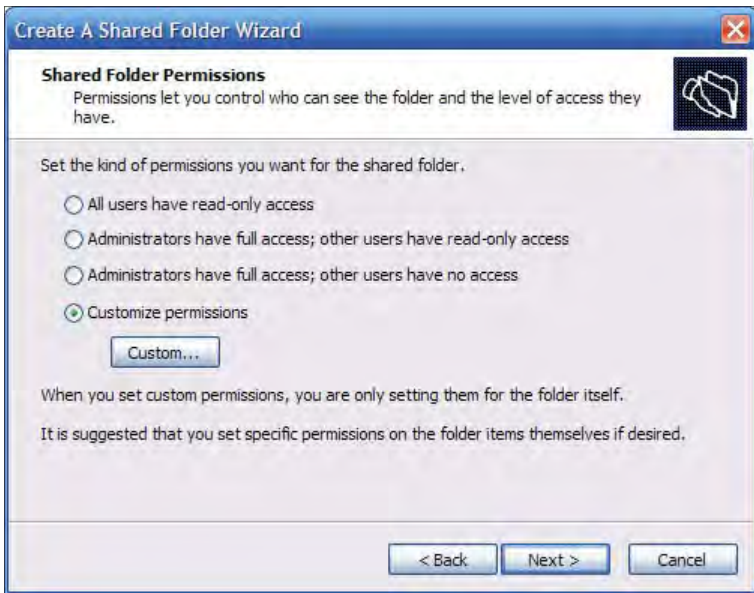 Create A Shared Folder Wizard
Shared Folder Permissions
Permissions let you control who can see the folder and the level of access they
have.
Set the kind of permissions you want for the shared folder.
All users have read-only access
Administrators have full access; other users have read-only access
Administrators have full access; other users have no access
Customize permissions
Custom...
When you set custom permissions, you are only setting them for the folder itself.
It is suggested that you set specific permissions on the folder items themselves if desired.
< Back Next > Cancel